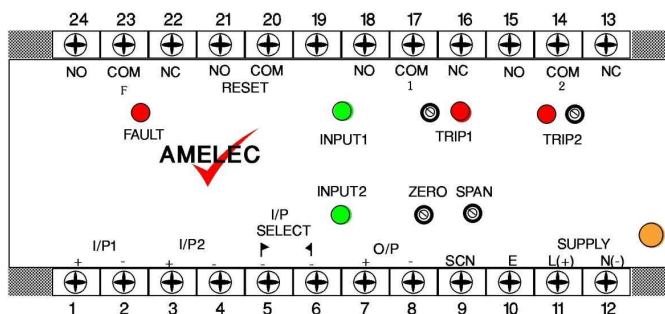 24 23 22 21 20 19 18 17 16 15 14 13
NO COM NC NO COM NO COM NC NO COM NC
F RESET 1 2
FAULT INPUT1 TRIP1 TRIP2
AMELEC
INPUT2 ZERO SPAN
I/P
SELECT
I/P1 I/P2 O/P SUPPLY
+ - + - - - + - SCN E L(+) N(-)
1 2 3 4 5 6 7 8 9 10 11 12